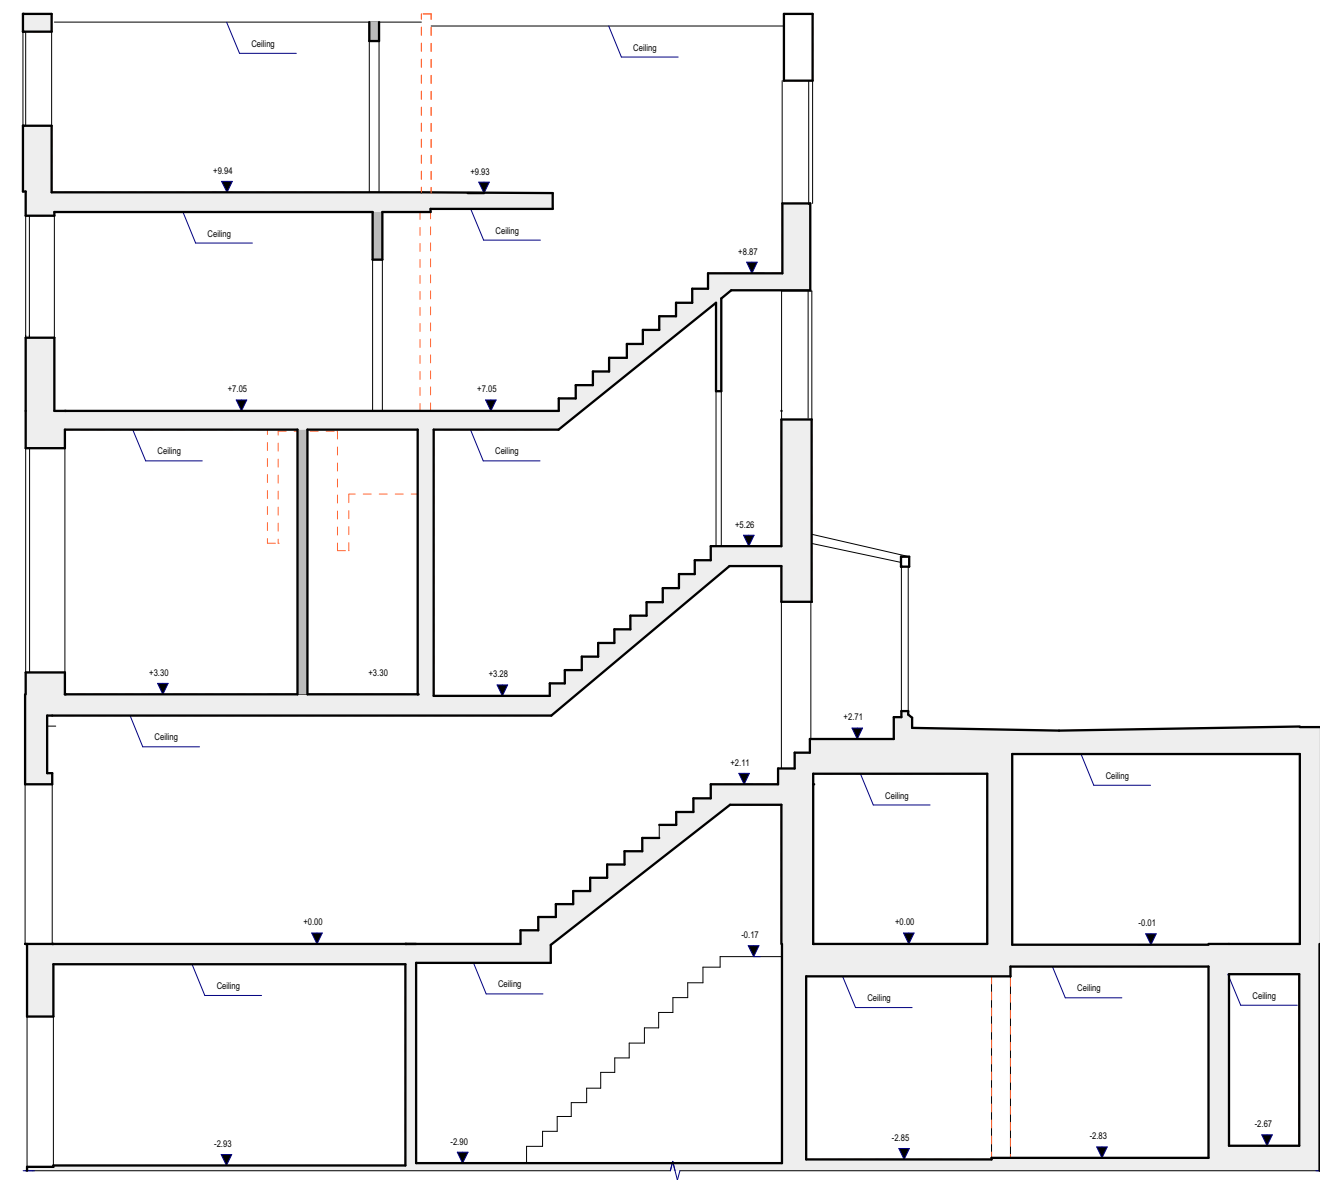 Ceiling
Ceiling
+9.94
+9.93
Ceiling
Ceiling
+8.87
+7.05
+7.05
Ceiling
Ceiling
+5.26
+3.30
+3.30
+3.28
+2.71
Ceiling
+2.11
Ceiling
Ceiling
+0.00
+0.00
-0.01
-0.17
Ceiling
Ceiling
Ceiling
Ceiling
Ceiling
-2.67
-2.93
-2.90
-2.85
-2.83